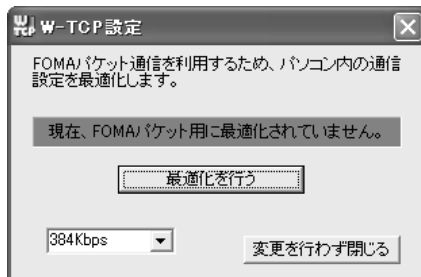 W-TCP設定
FOMAパケット通信を利用するため、パソコン内の通信
設定を最適化します。
現在、FOMAパケット用に最適化されていません。
最適化を行う
384Kbps
変更を行わず閉じる